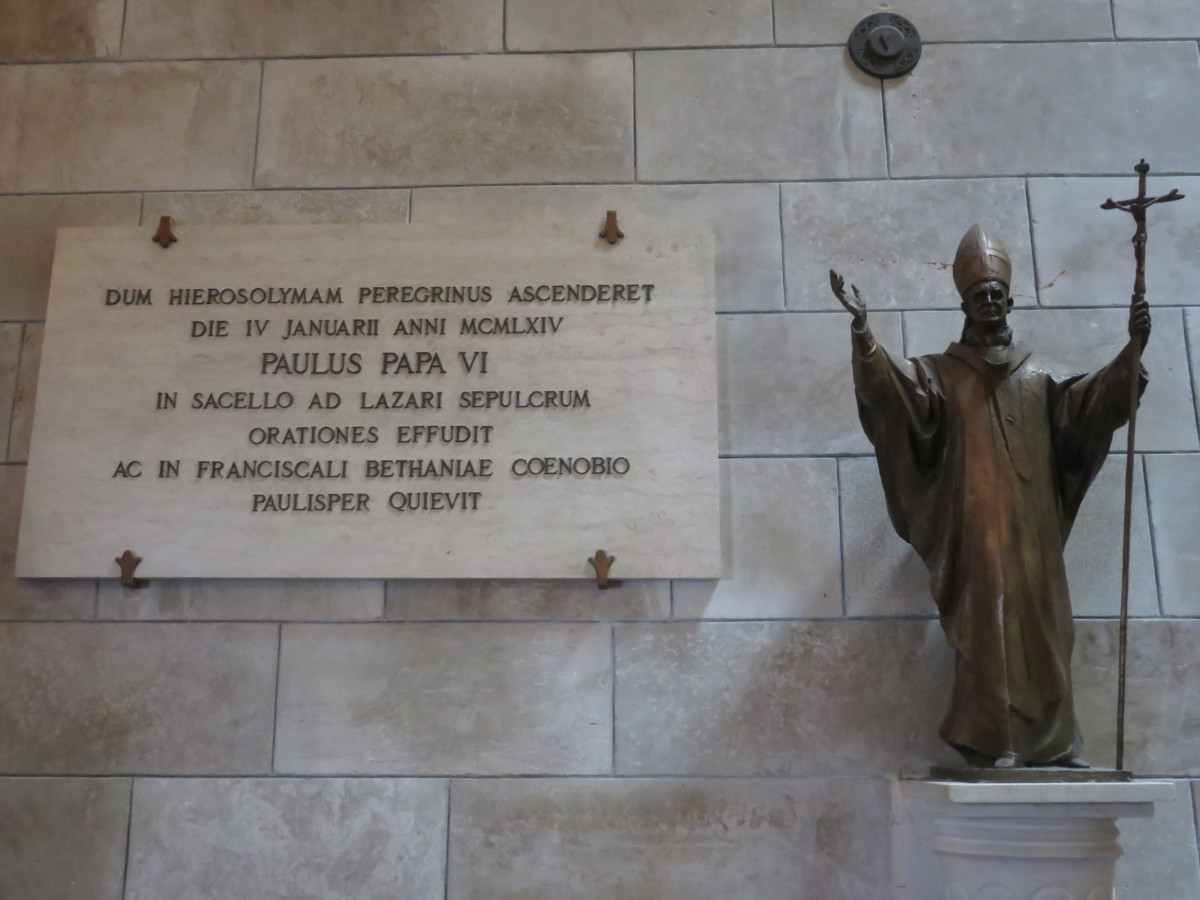 DUM HIEROSOLYMAM PEREGRINUS ASCENDERET
DIE IV JANUARII ANNI MCMLXIV
PAULUS PAPA VI
IN SACELLO AD LAZARI SEPULCRUM
ORATIONES EFFUDIT
AC IN FRANCISCALI BETHANIAE COENOBIO
PAULISPER QUIEVIT